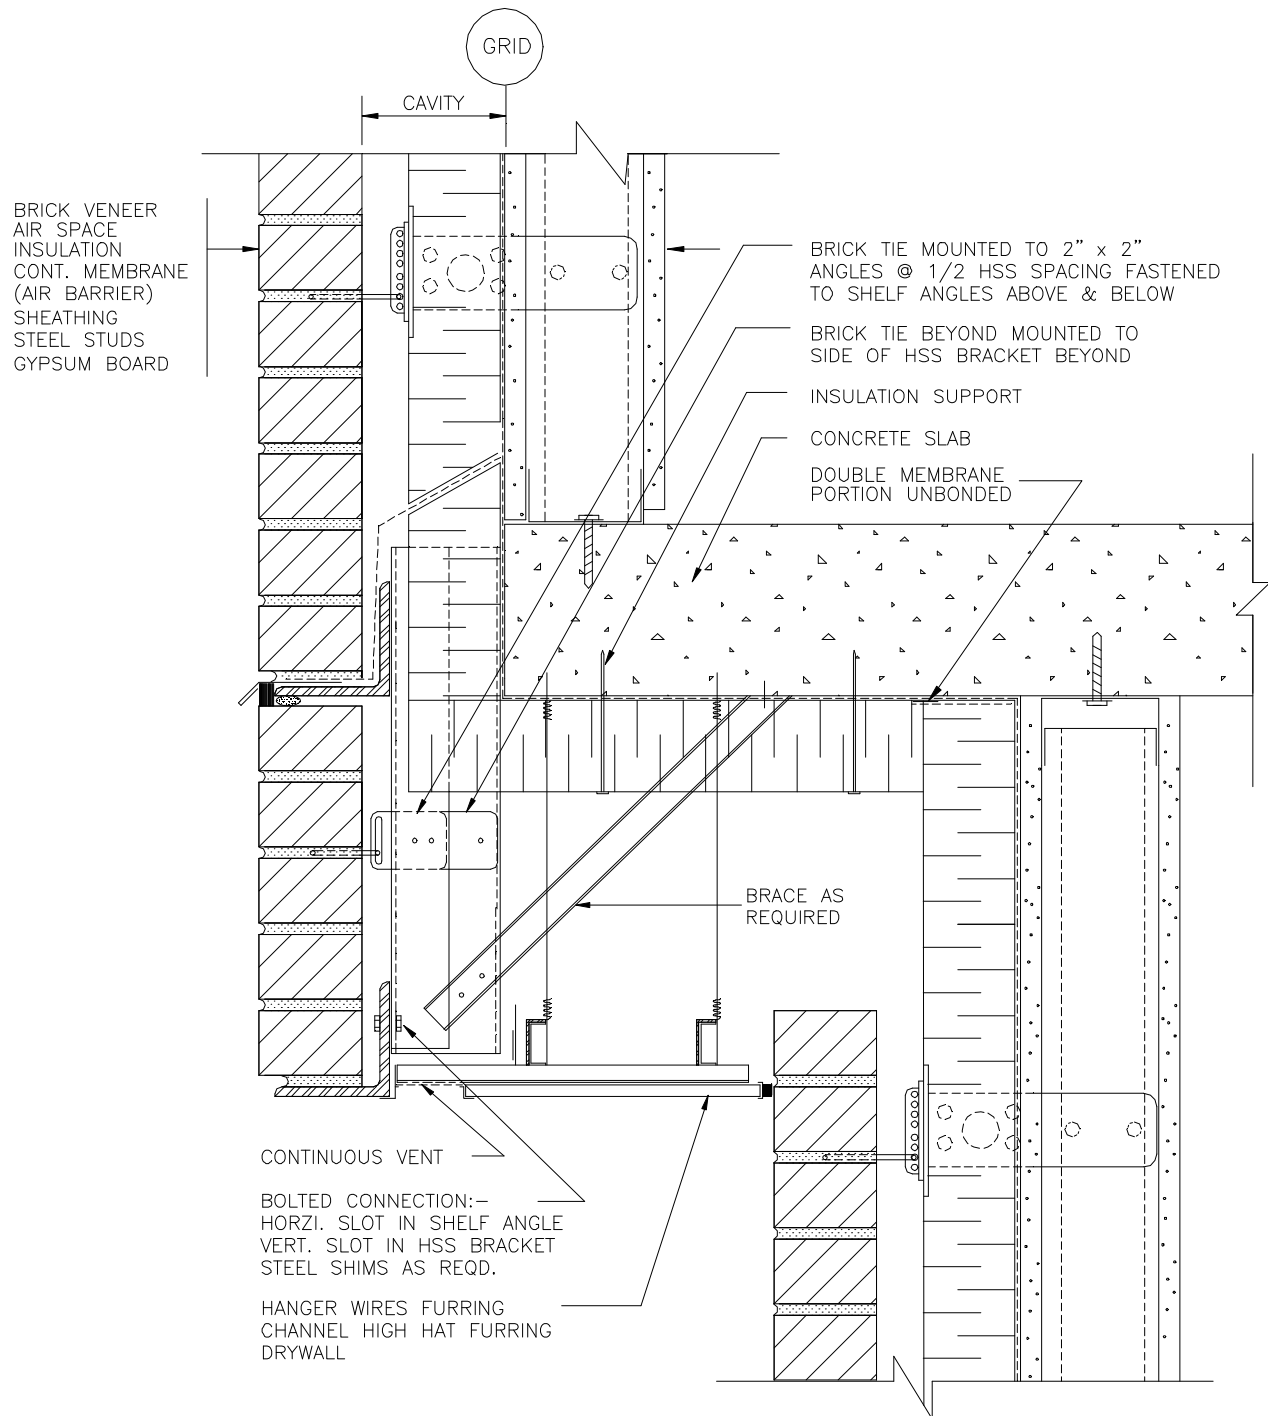 GRID
CAVITY
BRICK VENEER
AIR SPACE
INSULATION
CONT. MEMBRANE
(AIR BARRIER)
SHEATHING
STEEL STUDS
GYPSUM BOARD
BRICK TIE MOUNTED TO 2” x 2”
ANGLES @ 1/2 HSS SPACING FASTENED
TO SHELF ANGLES ABOVE & BELOW
BRICK TIE BEYOND MOUNTED TO
SIDE OF HSS BRACKET BEYOND
INSULATION SUPPORT
CONCRETE SLAB
DOUBLE MEMBRANE
PORTION UNBONDED
BRACE AS
REQUIRED
CONTINUOUS VENT
BOLTED CONNECTION:–
HORZI. SLOT IN SHELF ANGLE
VERT. SLOT IN HSS BRACKET
STEEL SHIMS AS REQD.
HANGER WIRES FURRING
CHANNEL HIGH HAT FURRING
DRYWALL